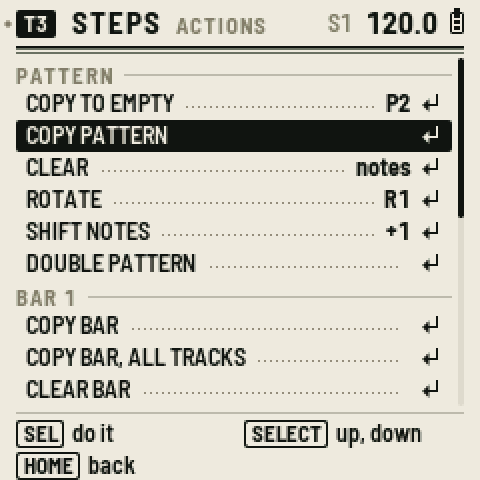 T3 STEPS ACTIONS S1 120.0
PATTERN
COPY TO EMPTY P2 ↵
COPY PATTERN ↵
CLEAR notes ↵
ROTATE R1 ↵
SHIFT NOTES +1 ↵
DOUBLE PATTERN ↵
BAR 1
COPY BAR ↵
COPY BAR, ALL TRACKS ↵
CLEAR BAR ↵
SEL do it SELECT up, down
HOME back